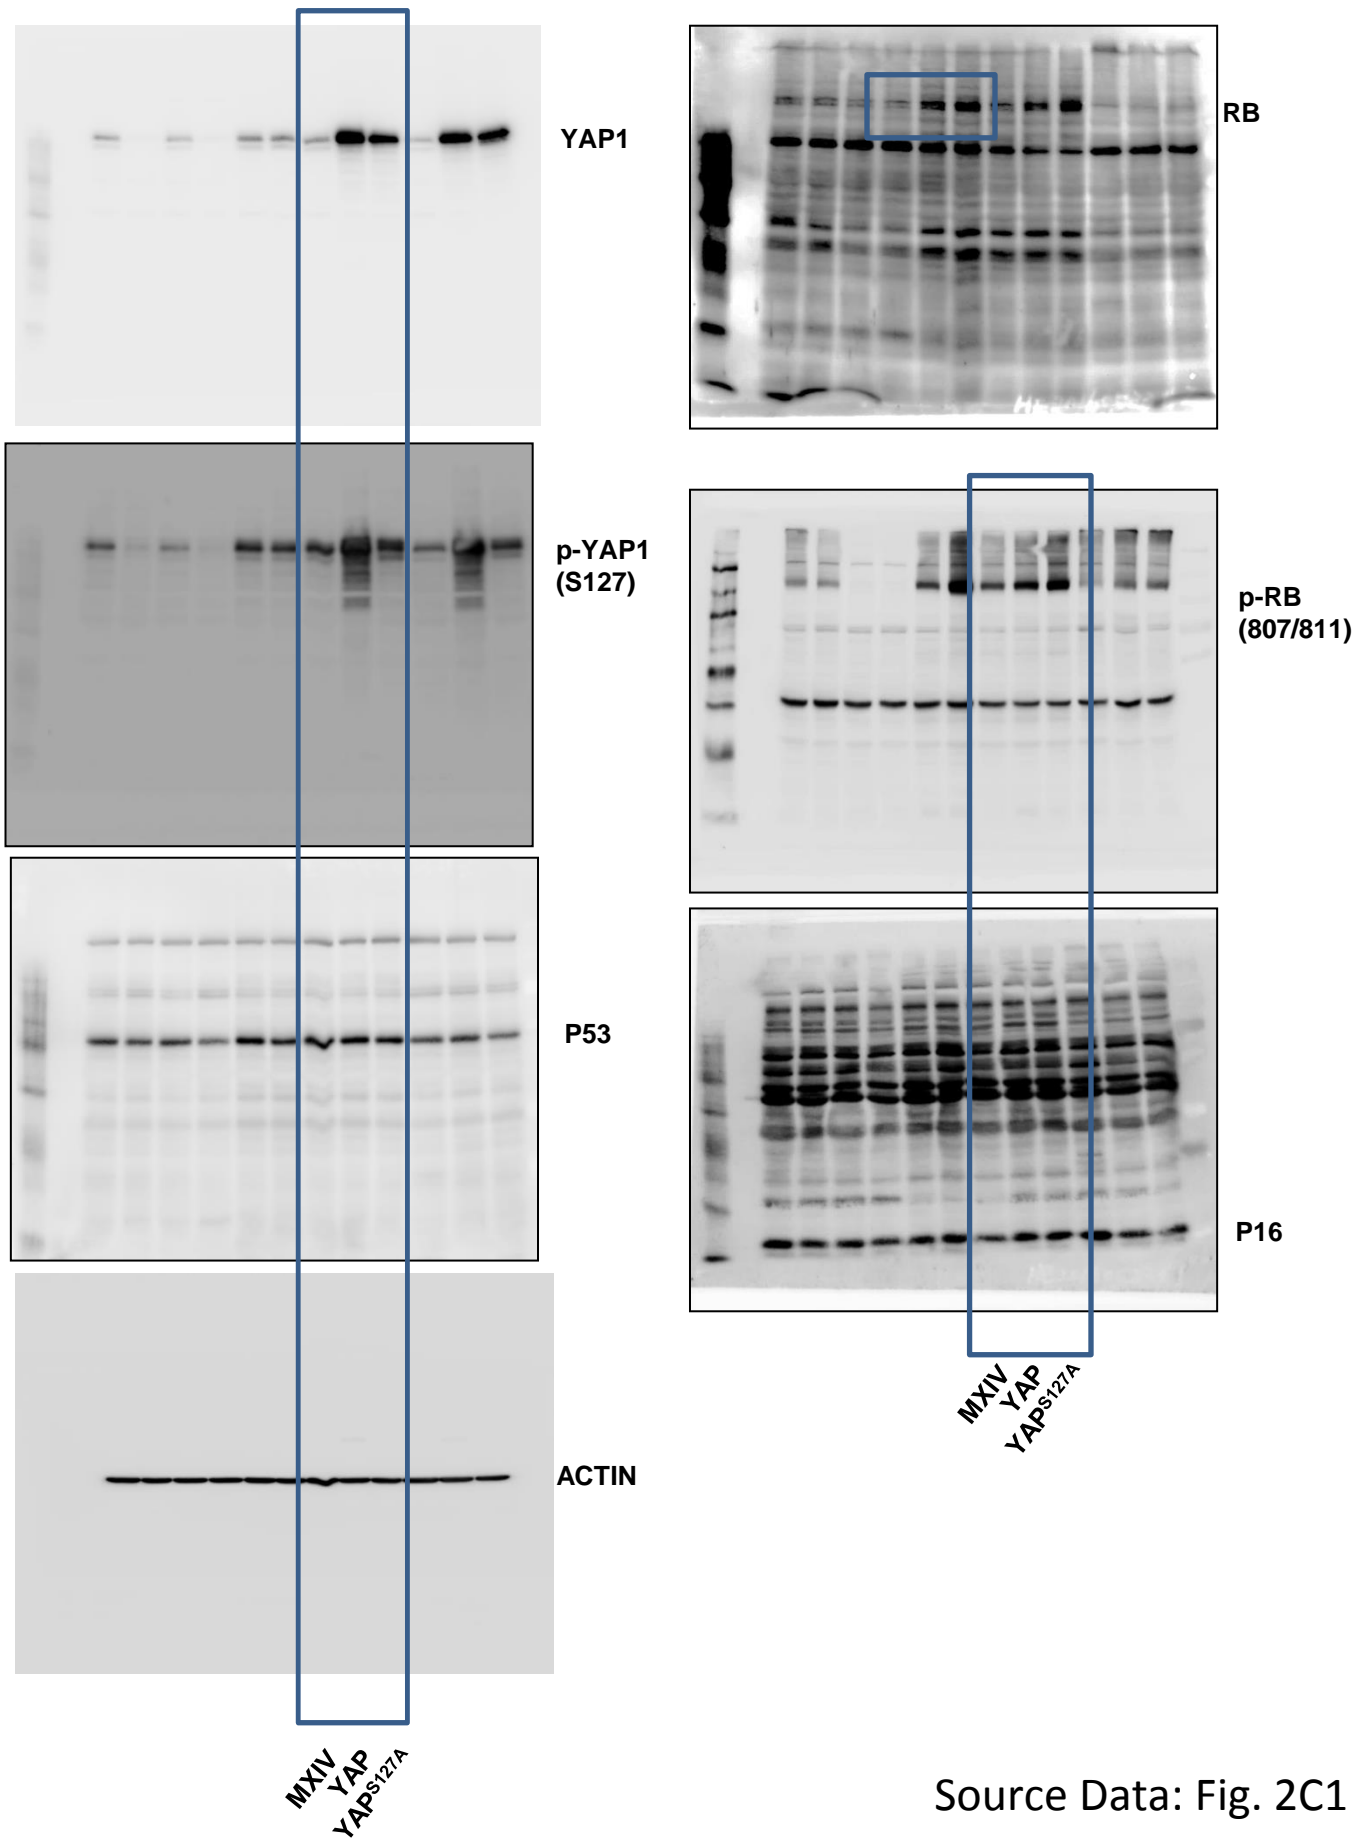 YAP1
RB
p-YAP1
(S127)
p-RB
(807/811)
P53
P16
MXIV
YAP
YAPS127A
ACTIN
MXIV
YAP
YAPS127A
Source Data: Fig. 2C1